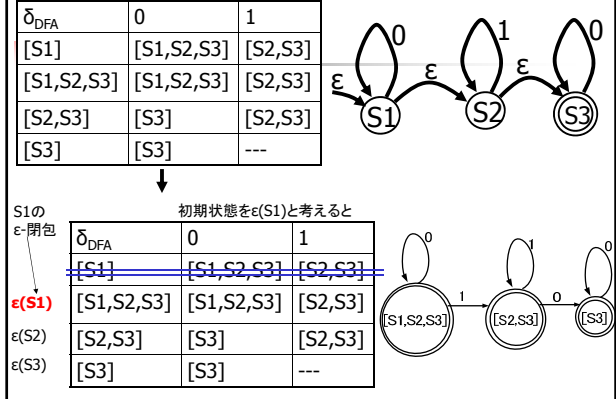 δDFA 0 1
[S1] [S1,S2,S3] [S2,S3]
[S1,S2,S3] [S1,S2,S3] [S2,S3]
[S2,S3] [S3] [S2,S3]
[S3] [S3] ---
0 1 0
ε ε ε
S1 S2 S3
S1の
ε-閉包
初期状態をε(S1)と考えると
δDFA 0 1
[S1] [S1,S2,S3] [S2,S3]
ε(S1) [S1,S2,S3] [S1,S2,S3] [S2,S3]
ε(S2) [S2,S3] [S3] [S2,S3]
ε(S3) [S3] [S3] ---
0 1 0
1 0
[S1,S2,S3] [S2,S3] [S3]